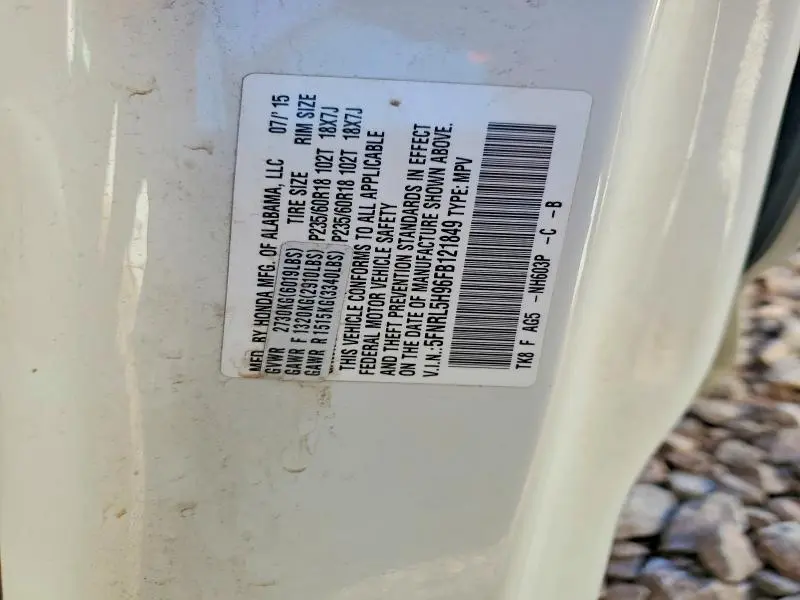 MFD. BY HONDA MFG. OF ALABAMA, LLC 07/'15
GVWR 2730KG(6019LBS) TIRE SIZE RIM SIZE
GAWR F 1320KG(2910LBS) P235/60R18 102T 18X7J
GAWR R 1515KG(3340LBS) P235/60R18 102T 18X7J
THIS VEHICLE CONFORMS TO ALL APPLICABLE
FEDERAL MOTOR VEHICLE SAFETY
AND THEFT PREVENTION STANDARDS IN EFFECT
ON THE DATE OF MANUFACTURE SHOWN ABOVE.
V.I.N.:5FNRL5H96FB121849 TYPE:MPV
TK8 F AG5 -NH603P -C -B